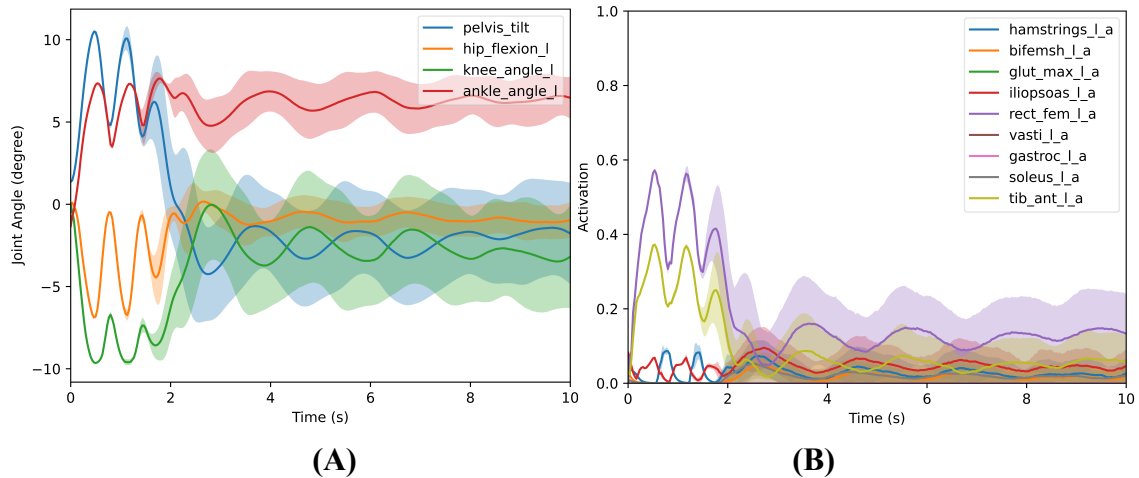 10
5
0
−5
−10
0
2
4
6
8
10
Joint Angle (degree)
Time (s)
pelvis_tilt
hip_flexion_l
knee_angle_l
ankle_angle_l
(A)
1.0
0.8
0.6
0.4
0.2
0.0
0
2
4
6
8
10
Activation
Time (s)
hamstrings_l_a
bifemsh_l_a
glut_max_l_a
iliopsoas_l_a
rect_fem_l_a
vasti_l_a
gastroc_l_a
soleus_l_a
tib_ant_l_a
(B)